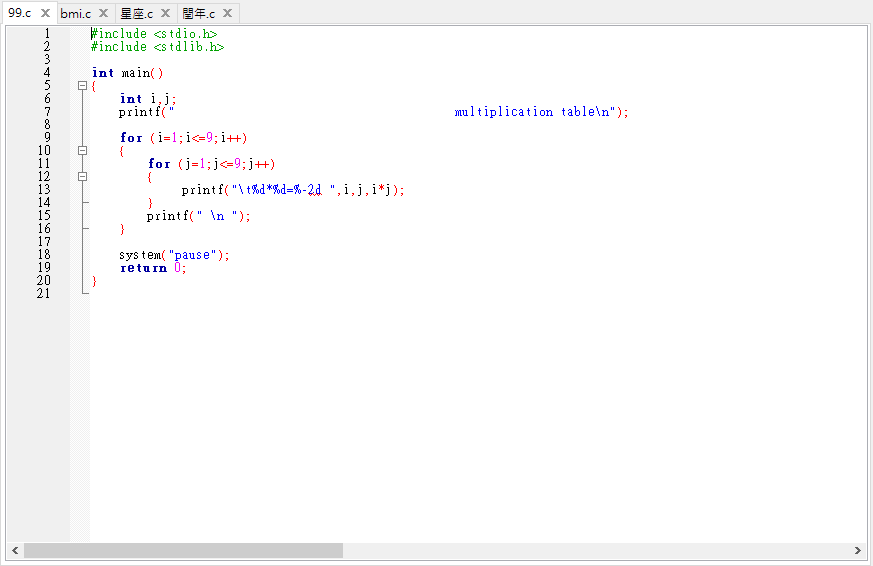 99.c bmi.c 星座.c 閏年.c
1 #include <stdio.h>
2 #include <stdlib.h>
3
4 int main()
5 {
6 int i,j;
7 printf(" multiplication table\n");
8
9 for (i=1;i<=9;i++)
10 {
11 for (j=1;j<=9;j++)
12 {
13 printf("\t%d*%d=%-2d ",i,j,i*j);
14 }
15 printf(" \n ");
16 }
17
18 system("pause");
19 return 0;
20 }
21